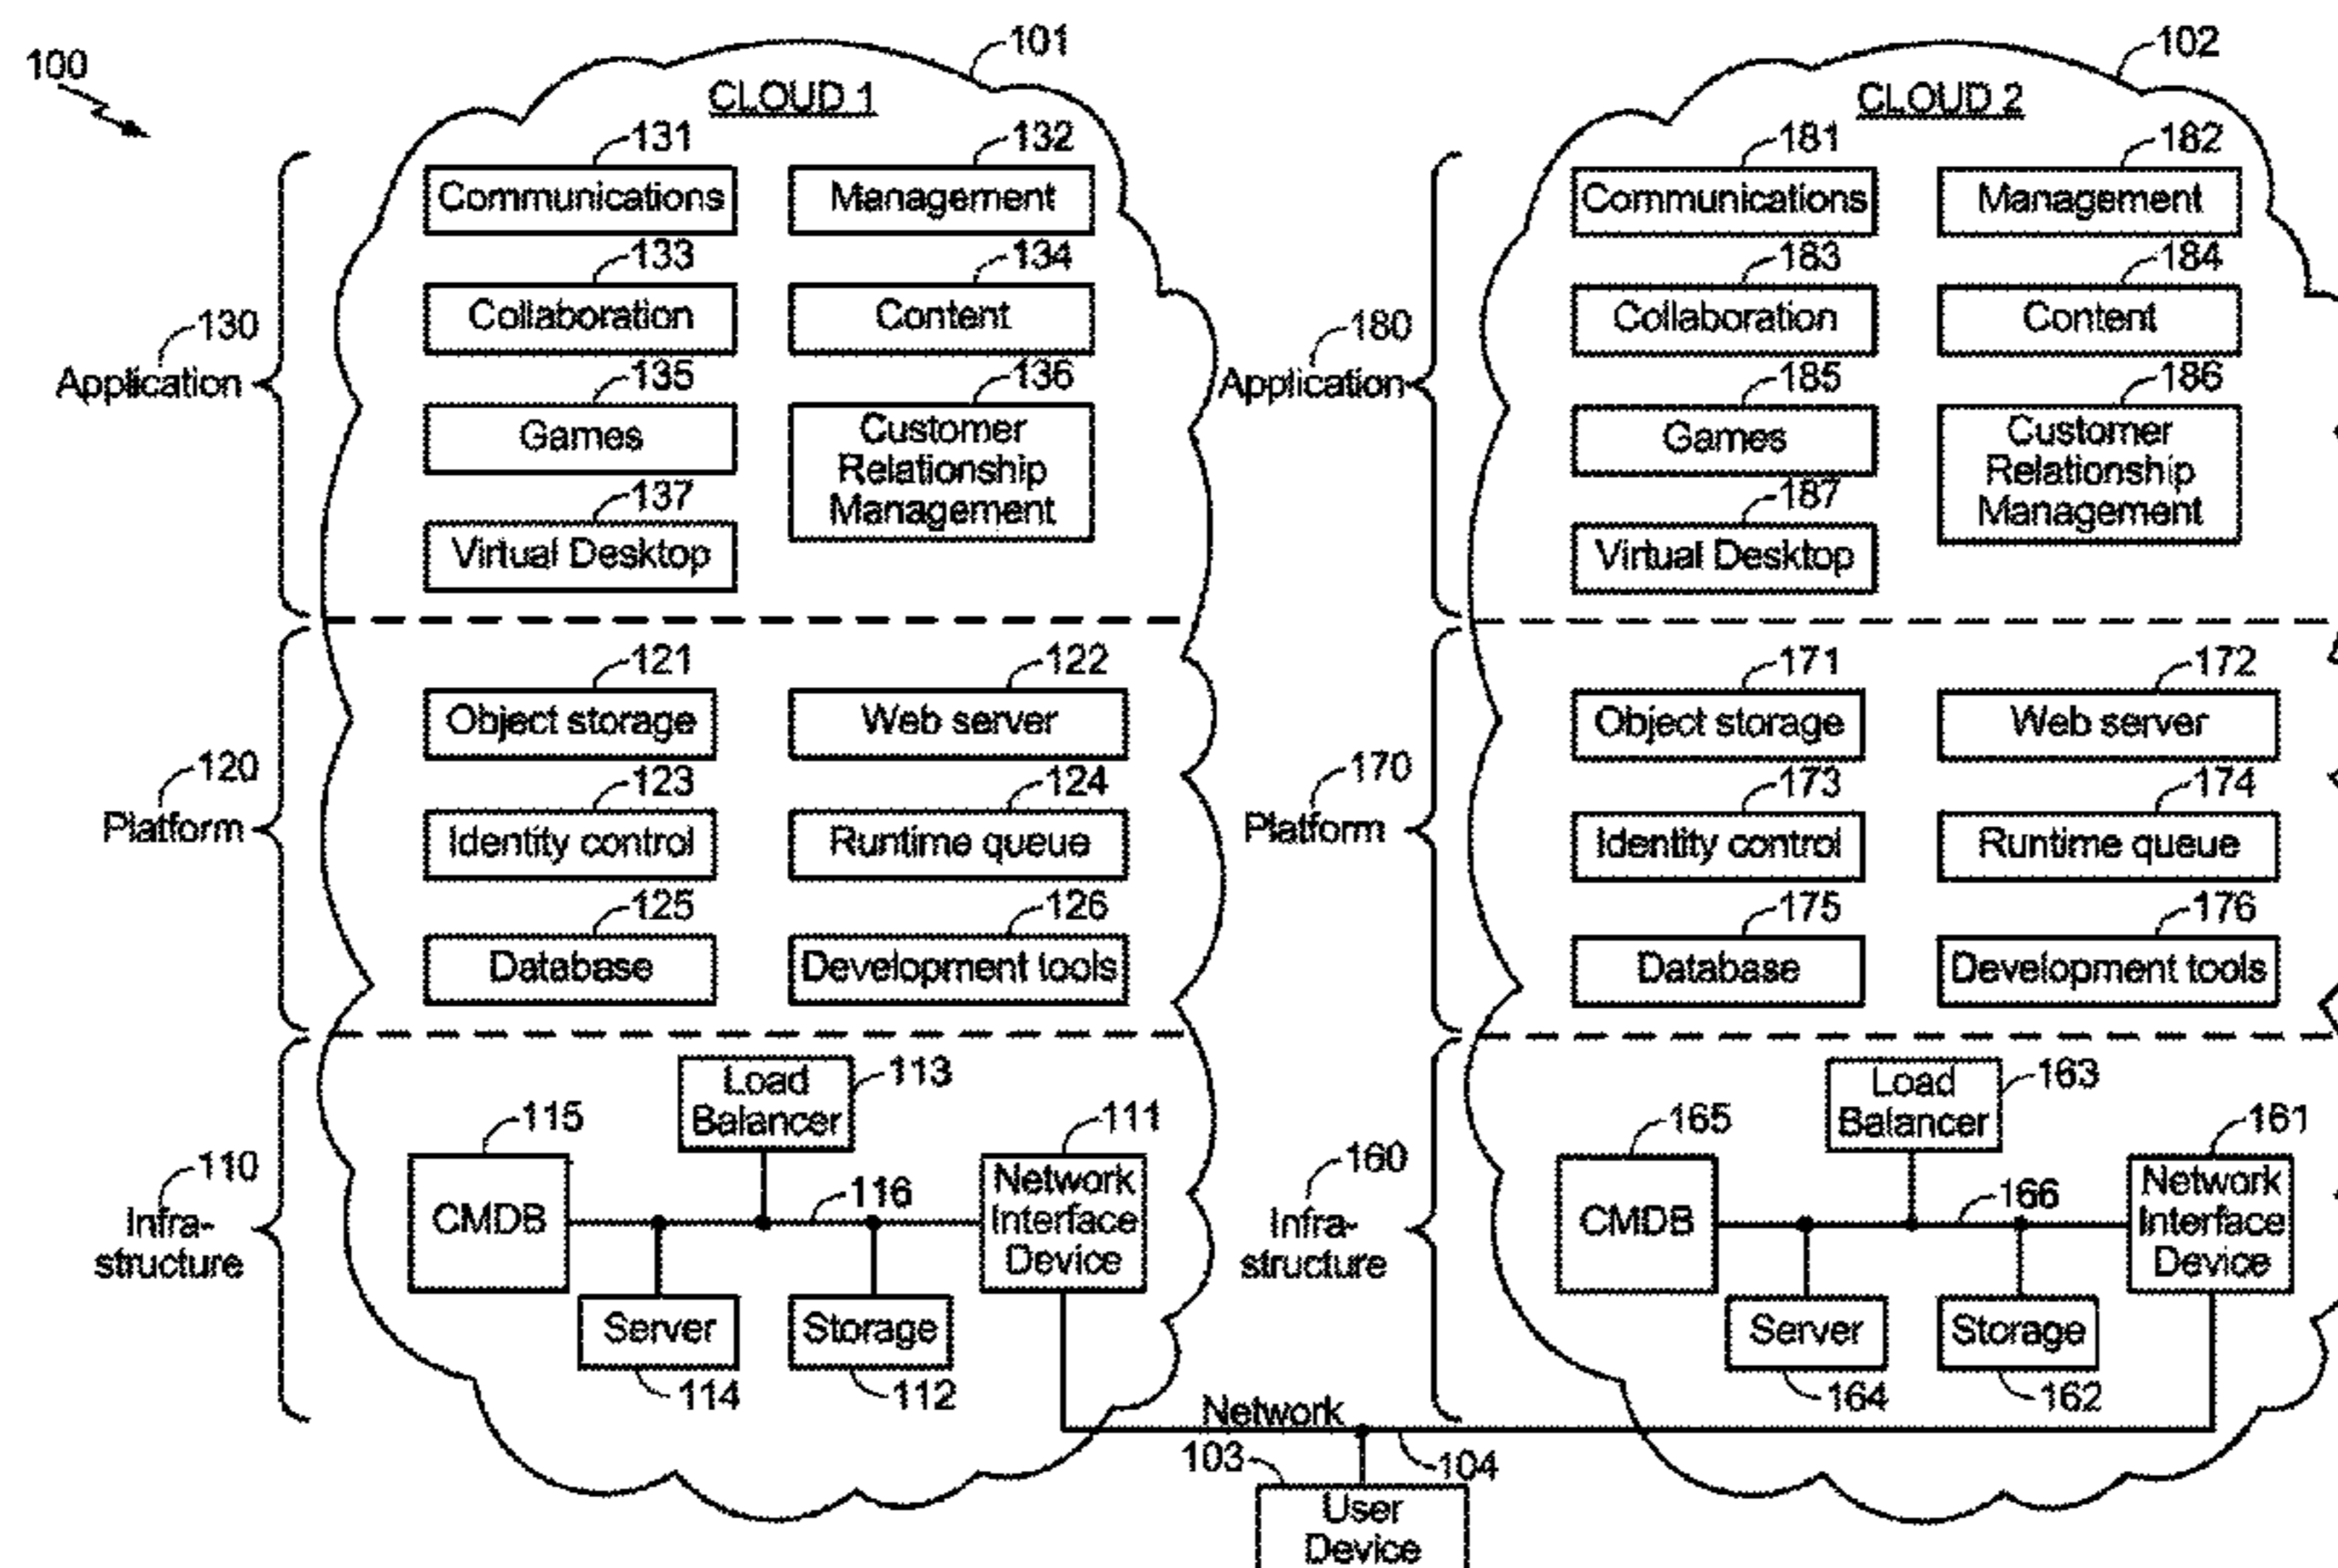 100
101
CLOUD 1
131
Communications
132
Management
133
Collaboration
134
Content
130
Application
135
Games
136
Customer
Relationship
Management
137
Virtual Desktop
121
Object storage
122
Web server
120
Platform
123
Identity control
124
Runtime queue
125
Database
126
Development tools
110
Infra-
structure
113
Load
Balancer
115
CMDB
116
111
Network
Interface
Device
Server
114
Storage
112
102
CLOUD 2
181
Communications
182
Management
183
Collaboration
184
Content
180
Application
185
Games
186
Customer
Relationship
Management
187
Virtual Desktop
171
Object storage
172
Web server
170
Platform
173
Identity control
174
Runtime queue
175
Database
176
Development tools
160
Infra-
structure
163
Load
Balancer
165
CMDB
166
161
Network
Interface
Device
Server
164
Storage
162
Network
104
103
User
Device